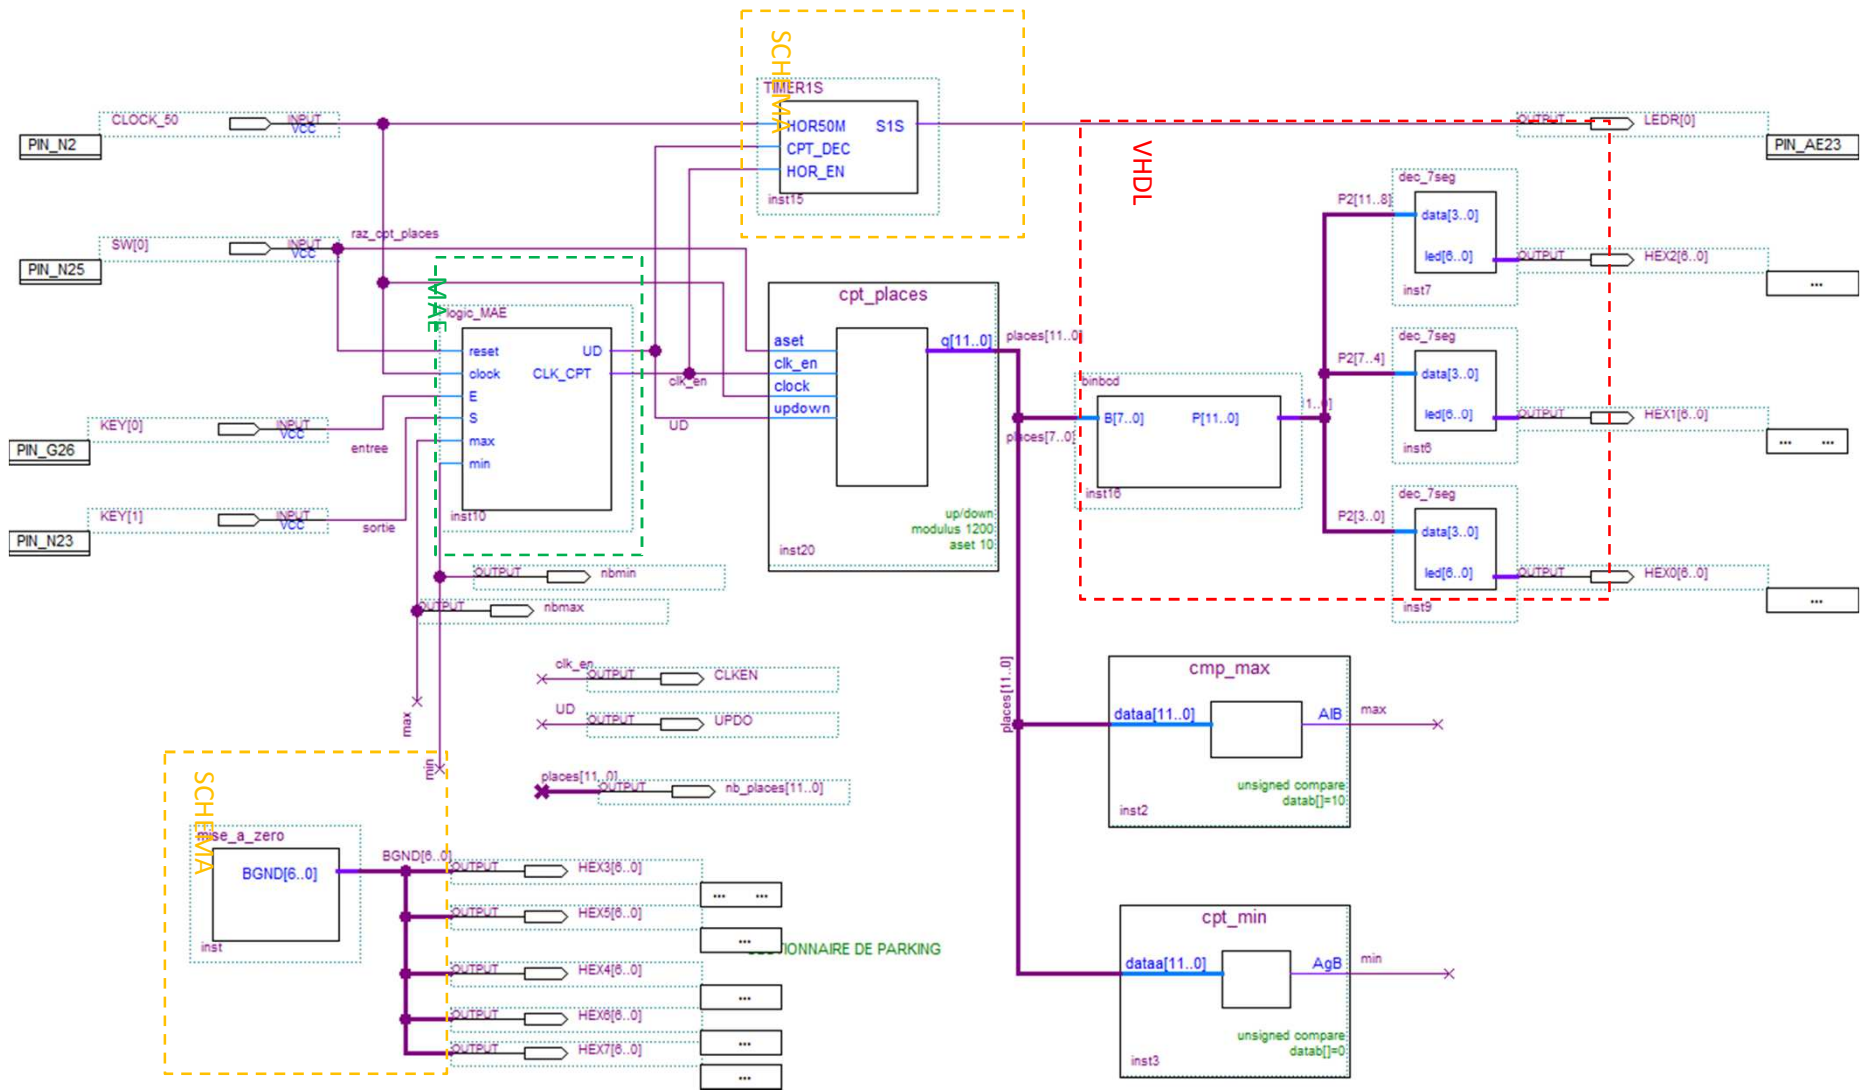 SCHEMA
TIMER1S
CLOCK_50
INPUT
VCC
PIN_N2
HOR50M
S1S
CPT_DEC
HOR_EN
inst15
OUTPUT
LEDR[0]
PIN_AE23
VHDL
SW[0]
INPUT
VCC
raz_cpt_places
PIN_N25
MAE
logic_MAE
reset
UD
clock
CLK_CPT
E
S
max
min
inst10
KEY[0]
INPUT
VCC
PIN_G26
entree
KEY[1]
INPUT
VCC
PIN_N23
sortie
clk_en
UD
cpt_places
aset
q[11..0]
clk_en
clock
updown
up/down
modulus 1200
aset 10
inst20
places[11..0]
places[7..0]
binbcd
B[7..0]
P[11..0]
inst16
1..0]
dec_7seg
P2[11..8]
data[3..0]
led[6..0]
inst7
OUTPUT
HEX2[6..0]
...
dec_7seg
P2[7..4]
data[3..0]
led[6..0]
inst6
OUTPUT
HEX1[6..0]
... ...
dec_7seg
P2[3..0]
data[3..0]
led[6..0]
inst9
OUTPUT
HEX0[6..0]
...
OUTPUT
nbmin
OUTPUT
nbmax
max
min
clk_en
OUTPUT
CLKEN
UD
OUTPUT
UPDO
places[11..0]
OUTPUT
nb_places[11..0]
places[11..0]
cmp_max
dataa[11..0]
AlB
max
unsigned compare
datab[]=10
inst2
cpt_min
dataa[11..0]
AgB
min
unsigned compare
datab[]=0
inst3
SCHEMA
mise_a_zero
BGND[6..0]
inst
BGND[6..0]
OUTPUT
HEX3[6..0]
... ...
OUTPUT
HEX5[6..0]
...
TIONNAIRE DE PARKING
OUTPUT
HEX4[6..0]
...
OUTPUT
HEX6[6..0]
...
OUTPUT
HEX7[6..0]
...